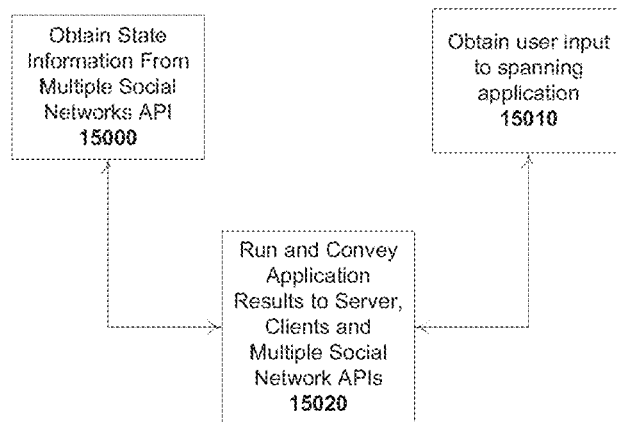 Obtain State
Information From
Multiple Social
Networks API
15000
Obtain user input
to spanning
application
15010
Run and Convey
Application
Results to Server,
Clients and
Multiple Social
Network APIs
15020